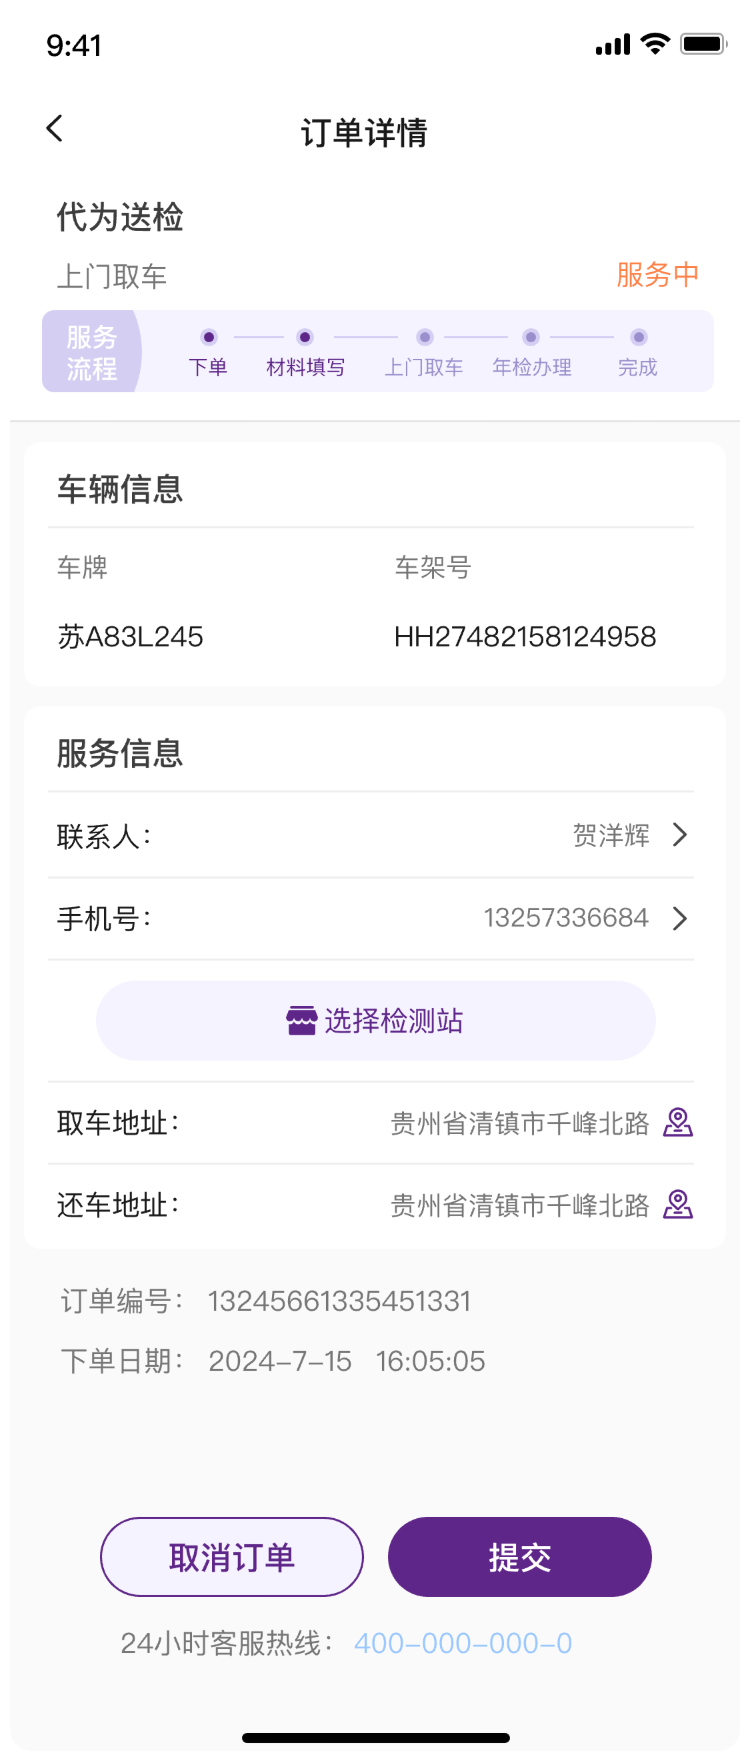 9:41
订单详情
代为送检
上门取车 服务中
服务
流程
下单 材料填写 上门取车 年检办理 完成
车辆信息
车牌 车架号
苏A83L245 HH27482158124958
服务信息
联系人： 贺洋辉
手机号： 13257336684
选择检测站
取车地址： 贵州省清镇市千峰北路
还车地址： 贵州省清镇市千峰北路
订单编号： 13245661335451331
下单日期： 2024-7-15 16:05:05
取消订单 提交
24小时客服热线： 400-000-000-0